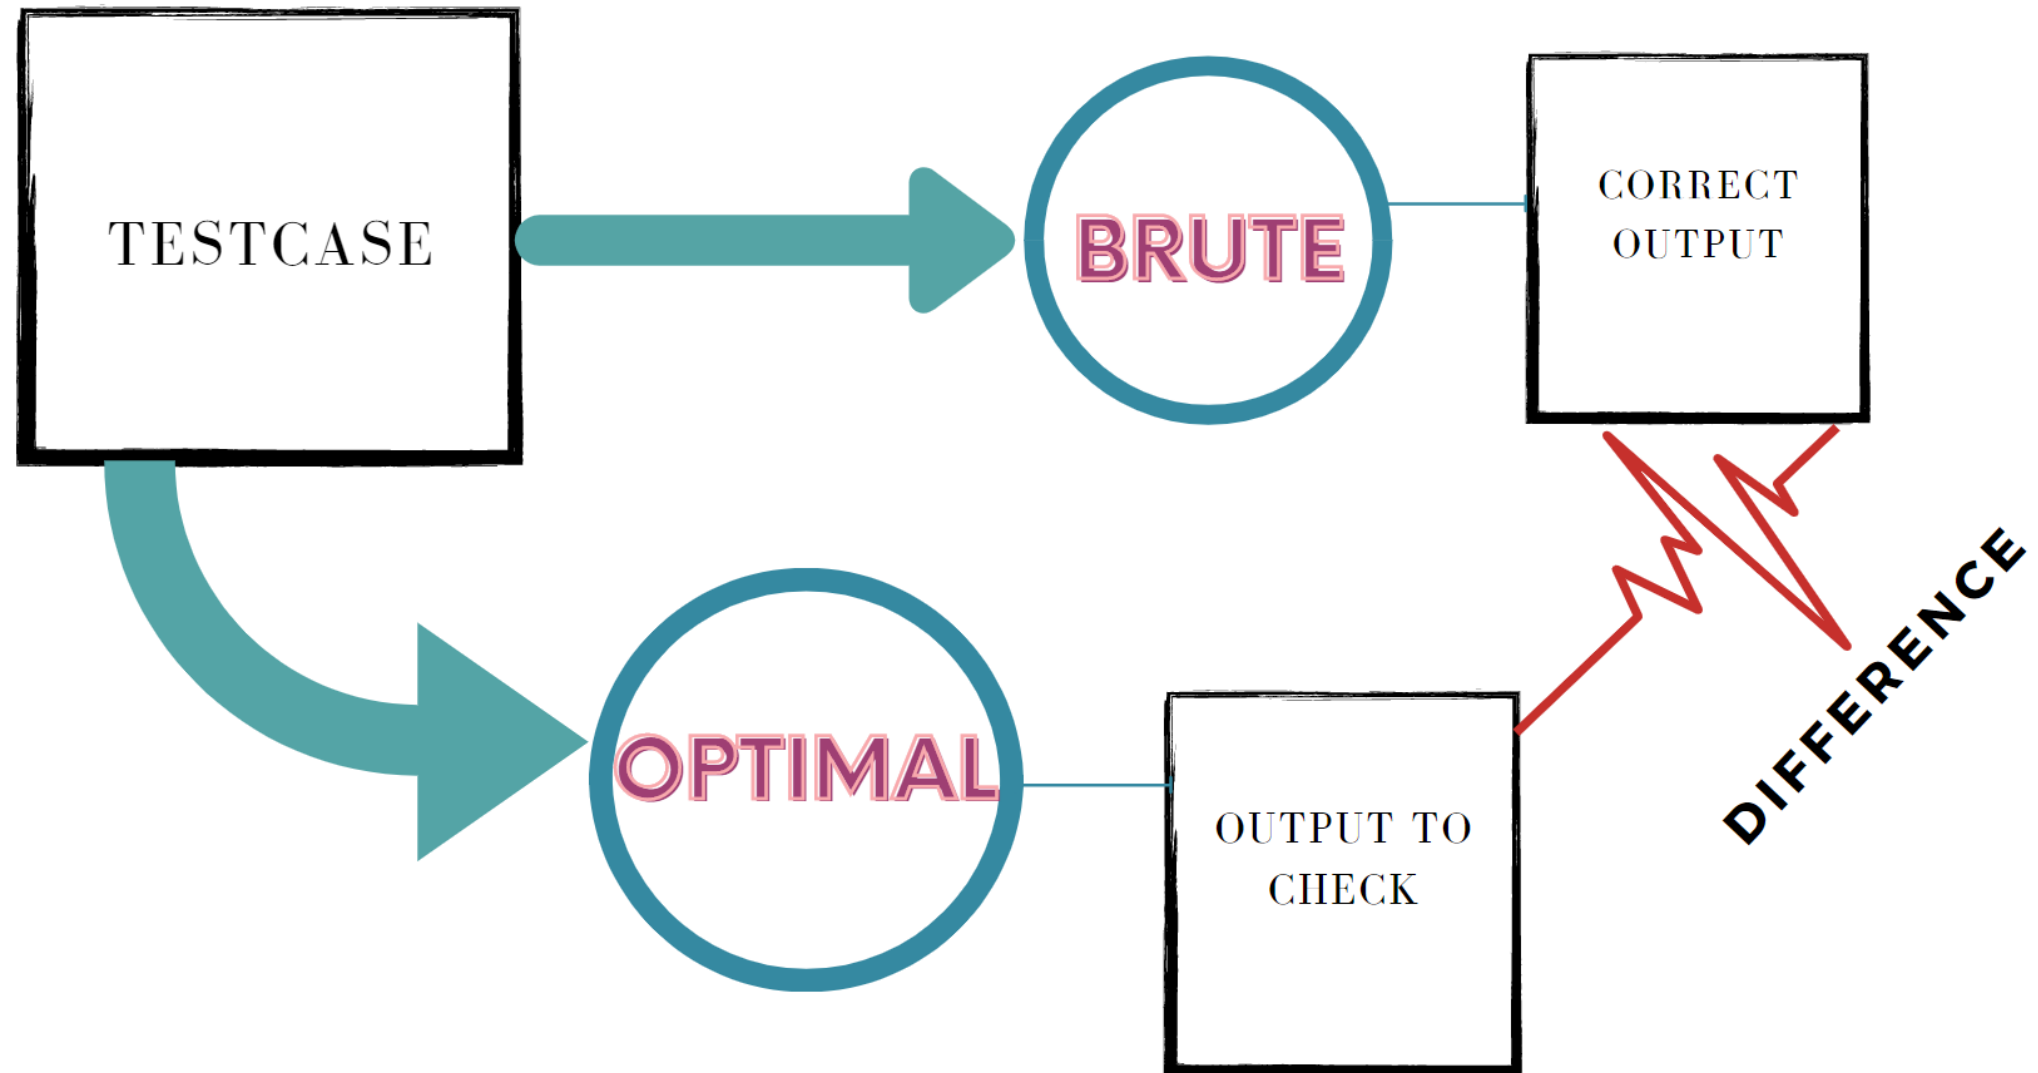 TESTCASE
BRUTE
CORRECT
OUTPUT
OPTIMAL
OUTPUT TO
CHECK
DIFFERENCE